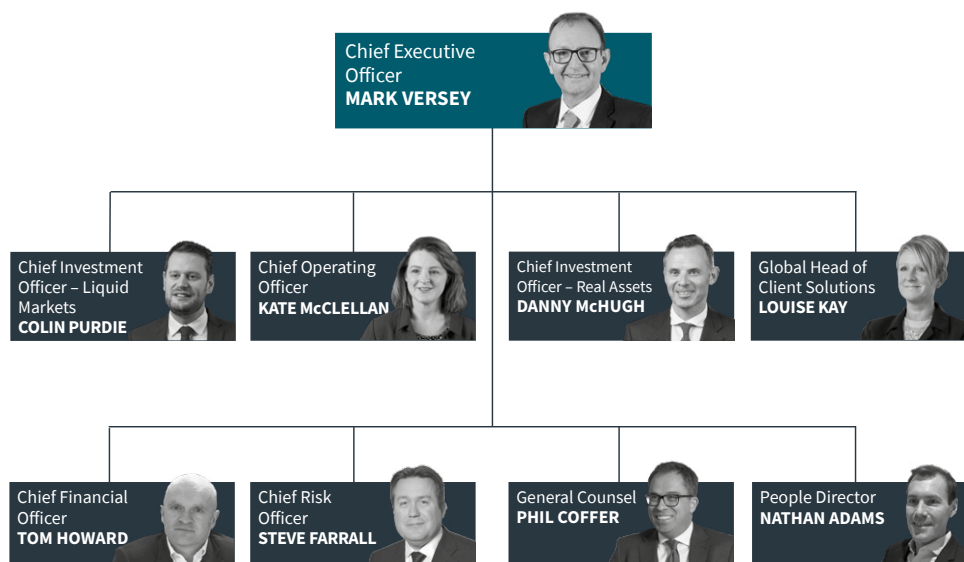 Chief Executive
Officer
MARK VERSEY
Chief Investment
Officer – Liquid
Markets
COLIN PURDIE
Chief Operating
Officer
KATE McCLELLAN
Chief Investment
Officer – Real Assets
DANNY McHUGH
Global Head of
Client Solutions
LOUISE KAY
Chief Financial
Officer
TOM HOWARD
Chief Risk
Officer
STEVE FARRALL
General Counsel
PHIL COFFER
People Director
NATHAN ADAMS